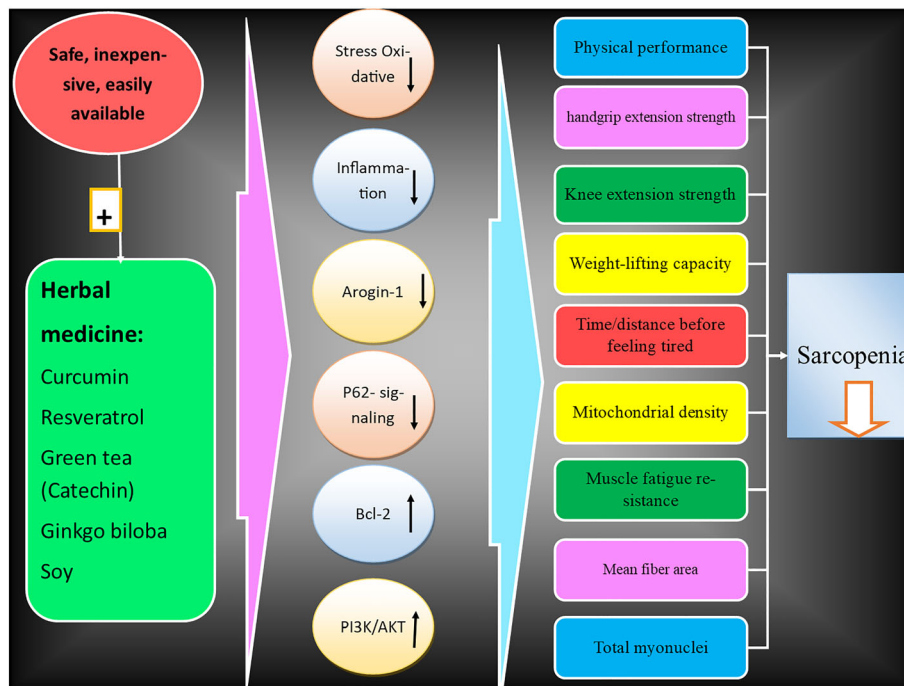 Safe, inexpen-
sive, easily
available
+
Herbal
medicine:
Curcumin
Resveratrol
Green tea
(Catechin)
Ginkgo biloba
Soy
Stress Oxi-
dative
Inflamma-
tion
Arogin-1
P62- sig-
naling
Bcl-2
PI3K/AKT
Physical performance
handgrip extension strength
Knee extension strength
Weight-lifting capacity
Time/distance before
feeling tired
Mitochondrial density
Muscle fatigue re-
sistance
Mean fiber area
Total myonuclei
Sarcopenia